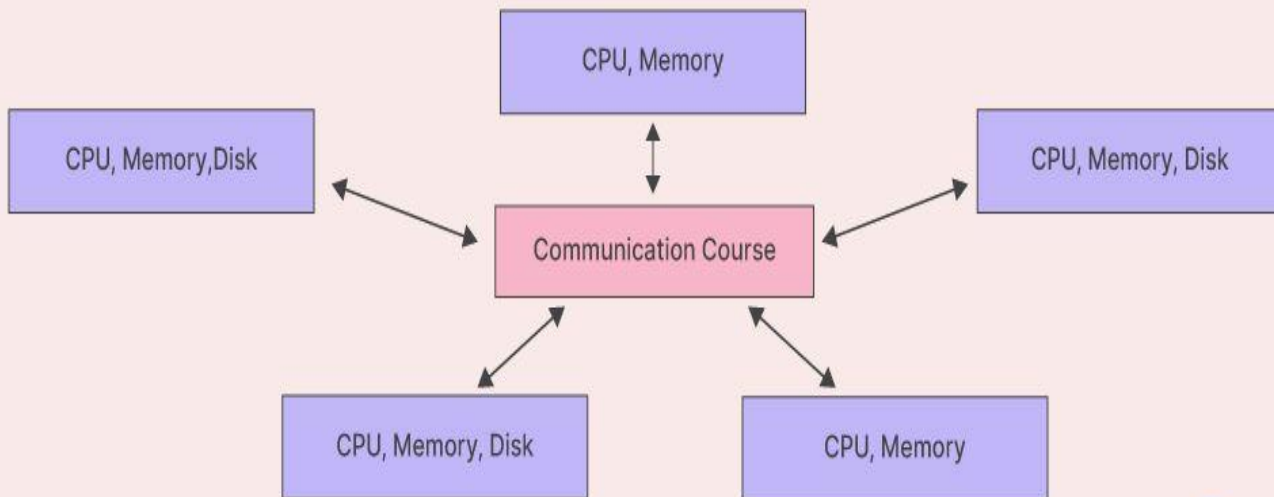 CPU, Memory
CPU, Memory,Disk
CPU, Memory, Disk
Communication Course
CPU, Memory, Disk
CPU, Memory